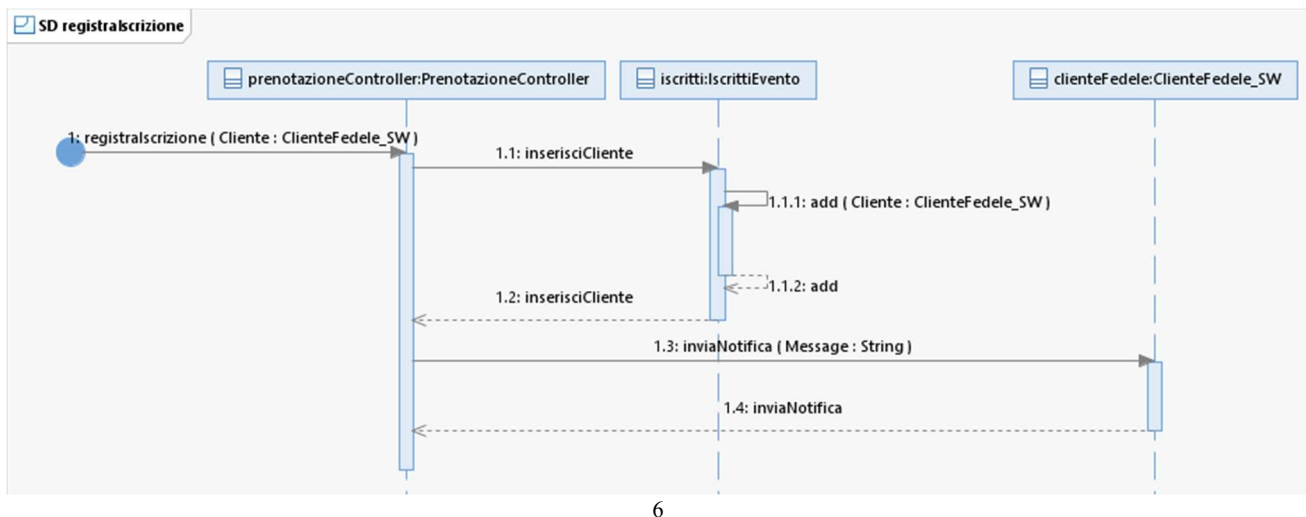 SD registraIscrizione
prenotazioneController:PrenotazioneController
iscritti:IscrittiEvento
clienteFedele:ClienteFedele_SW
1: registraIscrizione ( Cliente : ClienteFedele_SW )
1.1: inserisciCliente
1.1.1: add ( Cliente : ClienteFedele_SW )
1.1.2: add
1.2: inserisciCliente
1.3: inviaNotifica ( Message : String )
1.4: inviaNotifica
6